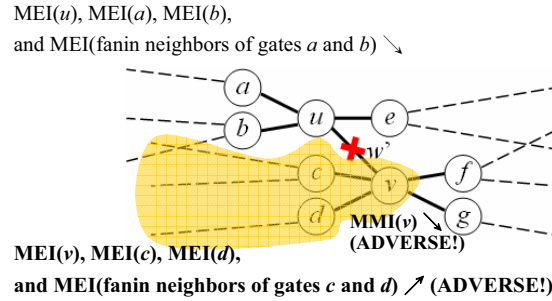 MEI(u), MEI(a), MEI(b),
and MEI(fanin neighbors of gates a and b) ↘
a
b
u
e
w'
c
v
f
d
g
MMI(v) ↘
(ADVERSE!)
MEI(v), MEI(c), MEI(d),
and MEI(fanin neighbors of gates c and d) ↗ (ADVERSE!)